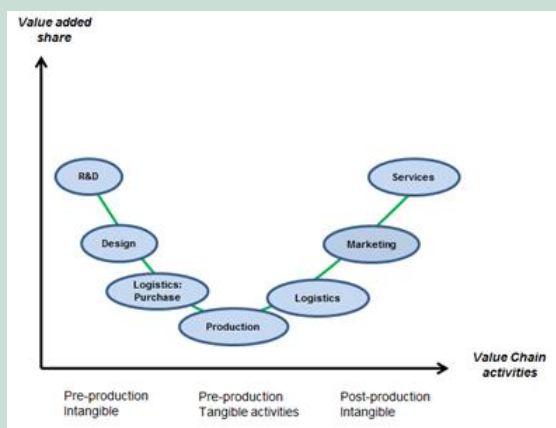 Value added
share
R&D
Services
Design
Marketing
Logistics:
Purchase
Logistics
Production
Value Chain
activities
Pre-production
Intangible
Pre-production
Tangible activities
Post-production
Intangible